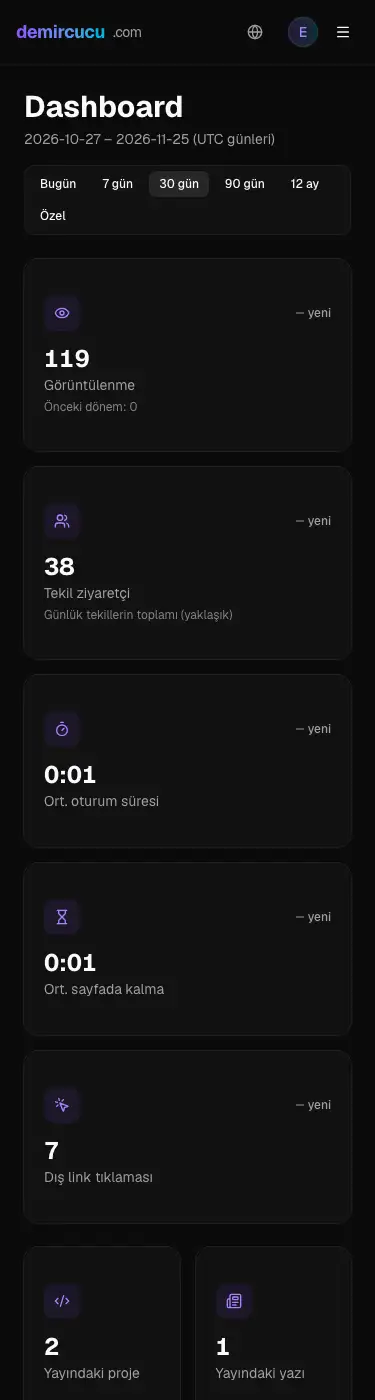 demircucu .com E
Dashboard
2026-10-27 – 2026-11-25 (UTC günleri)
Bugün 7 gün 30 gün 90 gün 12 ay
Özel
— yeni
119
Görüntülenme
Önceki dönem: 0
— yeni
38
Tekil ziyaretçi
Günlük tekillerin toplamı (yaklaşık)
— yeni
0:01
Ort. oturum süresi
— yeni
0:01
Ort. sayfada kalma
— yeni
7
Dış link tıklaması
2
Yayındaki proje
1
Yayındaki yazı